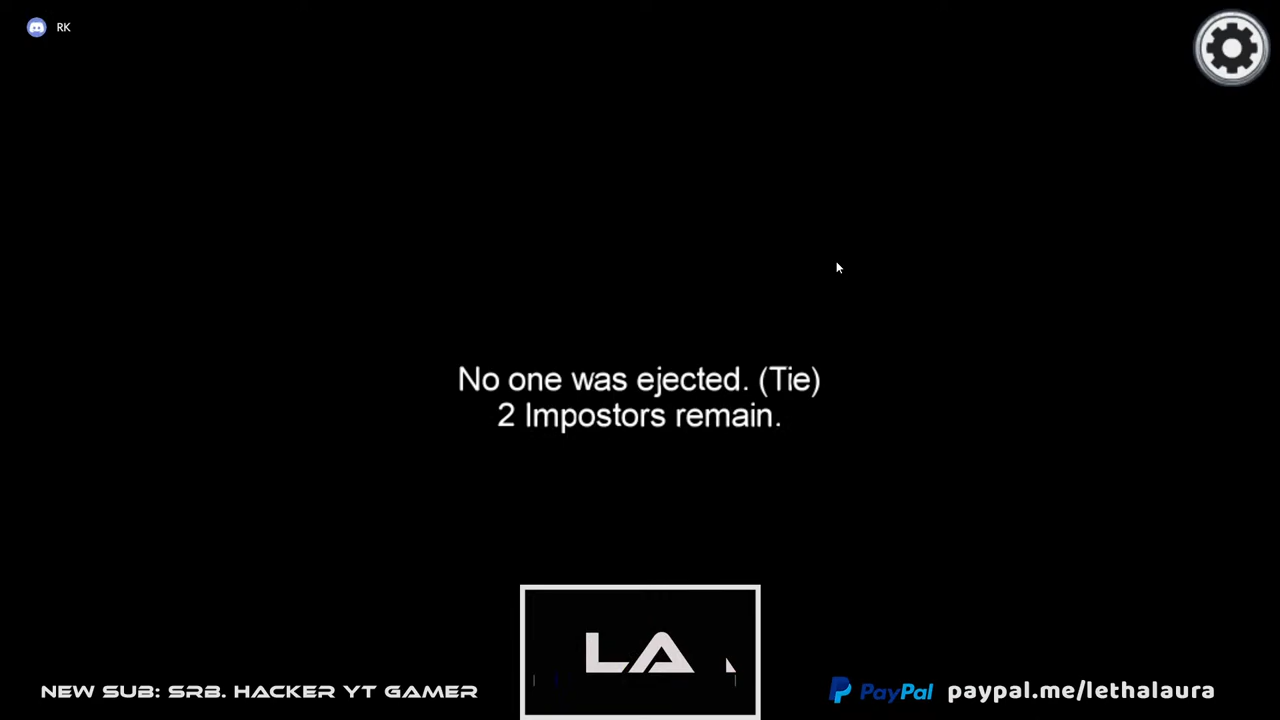 RK
No one was ejected. (Tie)
2 Impostors remain.
LA
NEW SUB: SRB. HACKER YT GAMER
PayPal paypal.me/lethalaura